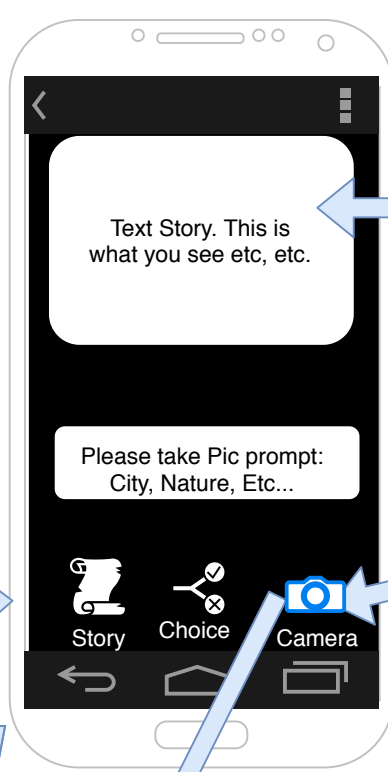 Text Story. This is
what you see etc, etc.
Please take Pic prompt:
City, Nature, Etc...
Story
Choice
Camera